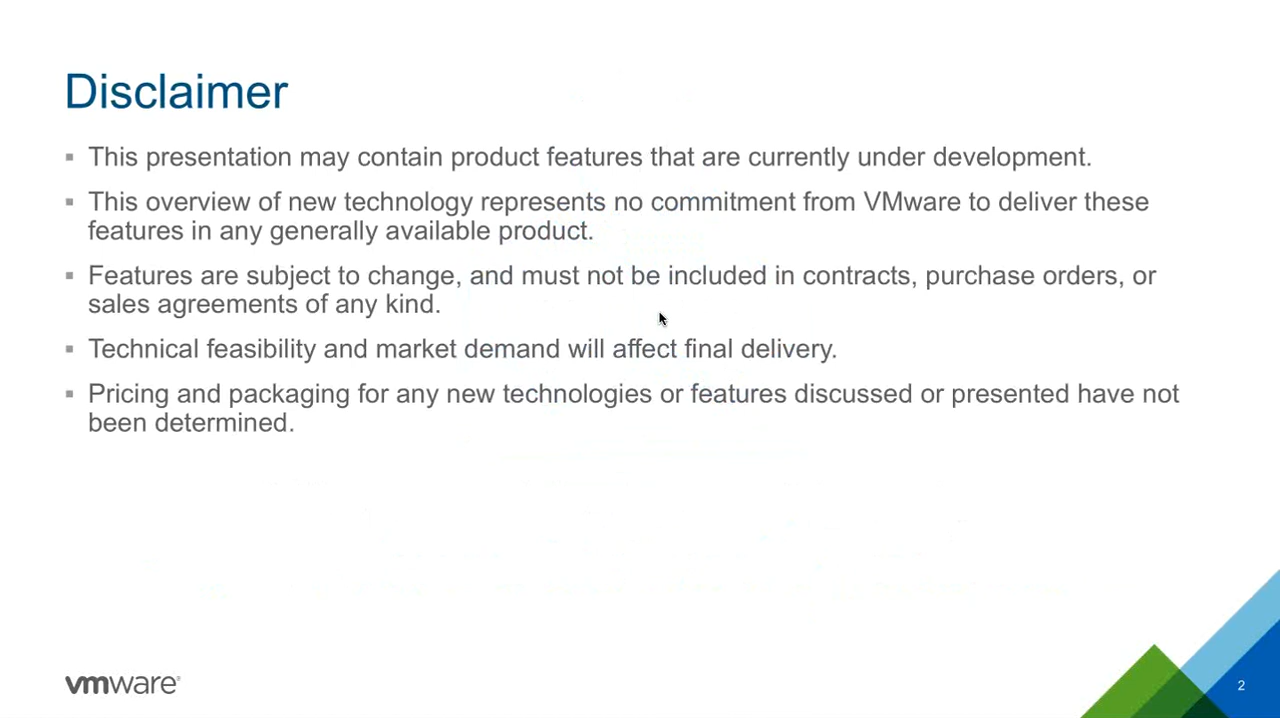 Disclaimer
▪ This presentation may contain product features that are currently under development.
▪ This overview of new technology represents no commitment from VMware to deliver these
features in any generally available product.
▪ Features are subject to change, and must not be included in contracts, purchase orders, or
sales agreements of any kind.
▪ Technical feasibility and market demand will affect final delivery.
▪ Pricing and packaging for any new technologies or features discussed or presented have not
been determined.
vmware®
2